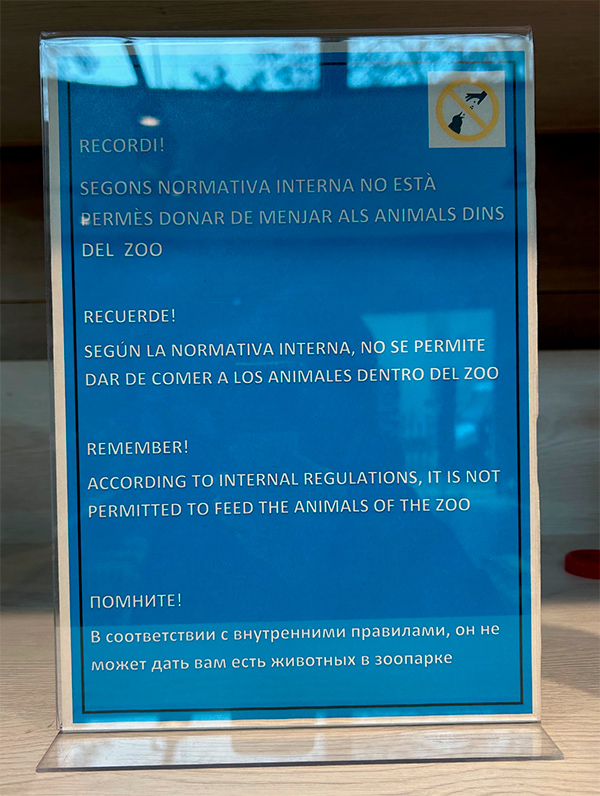 RECORDI!
SEGONS NORMATIVA INTERNA NO ESTÀ
PERMÈS DONAR DE MENJAR ALS ANIMALS DINS
DEL ZOO
RECUERDE!
SEGÚN LA NORMATIVA INTERNA, NO SE PERMITE
DAR DE COMER A LOS ANIMALES DENTRO DEL ZOO
REMEMBER!
ACCORDING TO INTERNAL REGULATIONS, IT IS NOT
PERMITTED TO FEED THE ANIMALS OF THE ZOO
ПОМНИТЕ!
В соответствии с внутренними правилами, он не
может дать вам есть животных в зоопарке